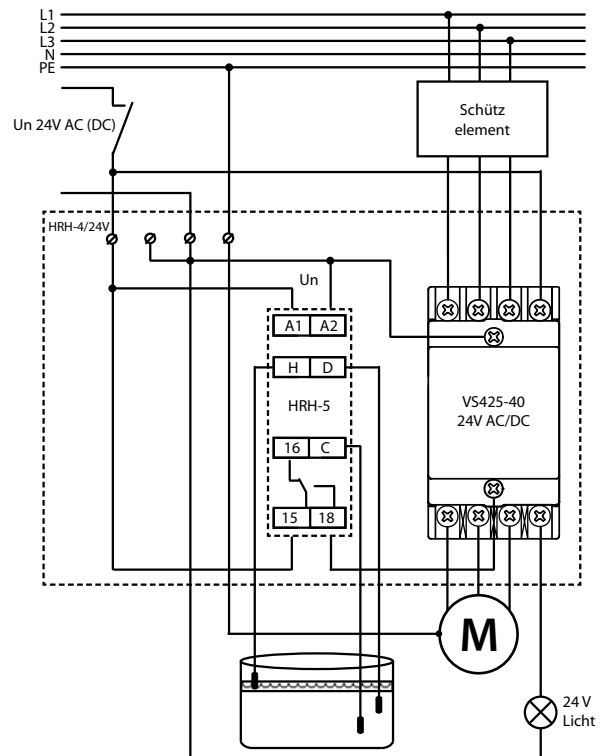 L1
L2
L3
N
PE
Un 24V AC (DC)
Schütz
element
HRH-4/24V
Un
A1 A2
H D
HRH-5
16 C
15 18
VS425-40
24V AC/DC
M
24 V
Licht